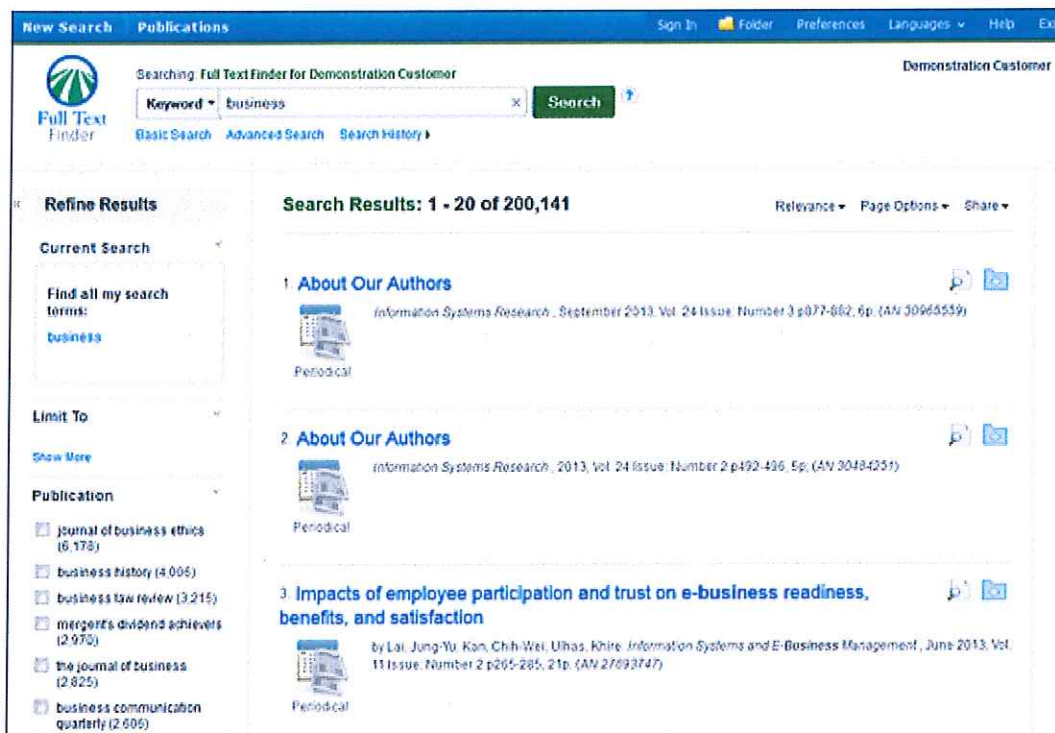 New Search Publications Sign In Folder Preferences Languages Help
Demonstration Customer
Full Text
Finder
Searching: Full Text Finder for Demonstration Customer
Keyword business × Search ?
Basic Search Advanced Search Search History
Refine Results
Current Search
Find all my search
terms:
business
Limit To
Show More
Publication
journal of business ethics
(6,178)
business history (4,006)
business law review (3,215)
mergent's dividend achievers
(2,970)
the journal of business
(2,825)
business communication
quarterly (2,606)
Search Results: 1 - 20 of 200,141
Relevance Page Options Share
1. About Our Authors
Information Systems Research, September 2013, Vol. 24 Issue: Number 3 p877-882, 6p; (AN 30965539)
Periodical
2. About Our Authors
Information Systems Research, 2013, Vol. 24 Issue: Number 2 p492-496, 5p; (AN 30484251)
Periodical
3. Impacts of employee participation and trust on e-business readiness,
benefits, and satisfaction
by Lai, Jung-Yu; Kan, Chih-Wei; Ulhas, Khire. Information Systems and E-Business Management, June 2013, Vol.
11 Issue: Number 2 p265-285, 21p; (AN 27693747)
Periodical